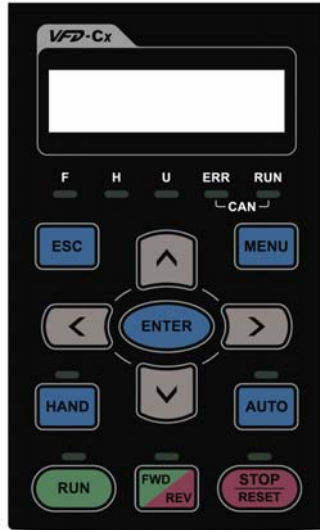 VFD-Cx
F H U ERR RUN
CAN
ESC MENU
ENTER
HAND AUTO
RUN FWD REV STOP RESET